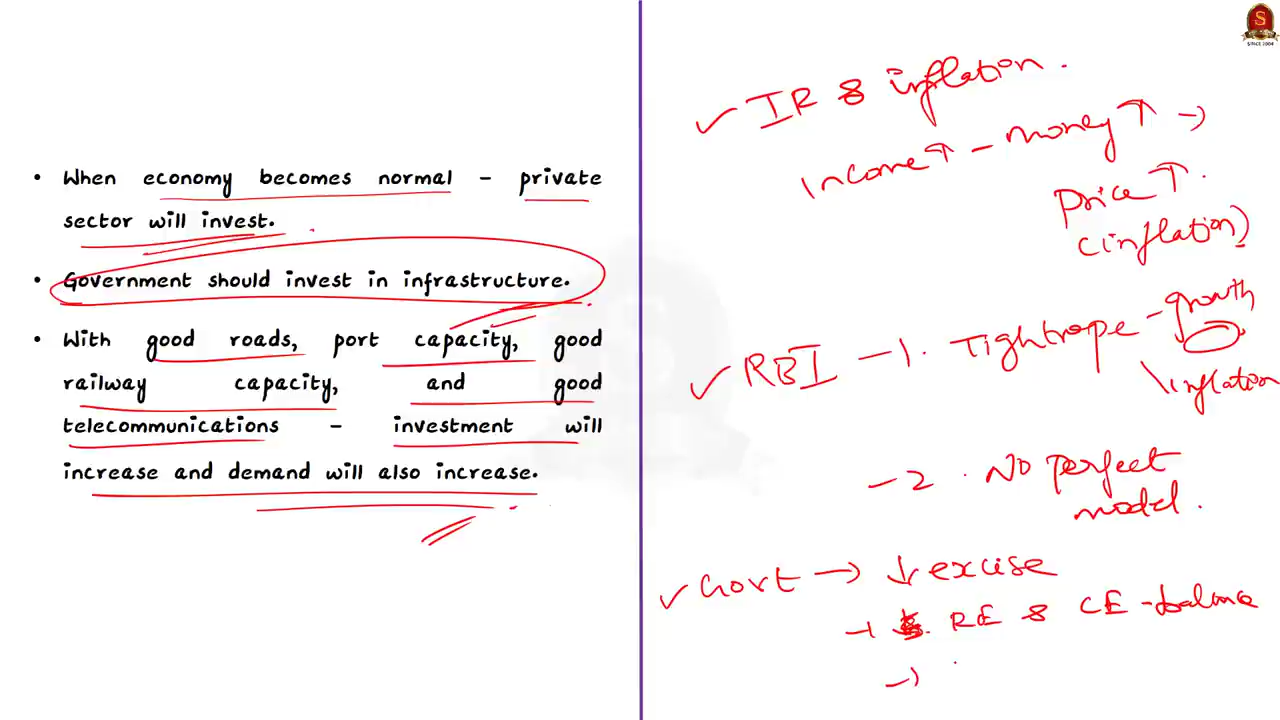 • When economy becomes normal – private
sector will invest.
• Government should invest in infrastructure.
• With good roads, port capacity, good
railway capacity, and good
telecommunications – investment will
increase and demand will also increase.
S
SINCE 2004
✓ IR & inflation.
income ↑ – money ↑ →
price ↑.
(inflation)
✓ RBI – 1. Tightrope – growth
\ inflation
– 2. No perfect
model.
✓ Govt → ↓ excise
→ RE & CE – balance
→